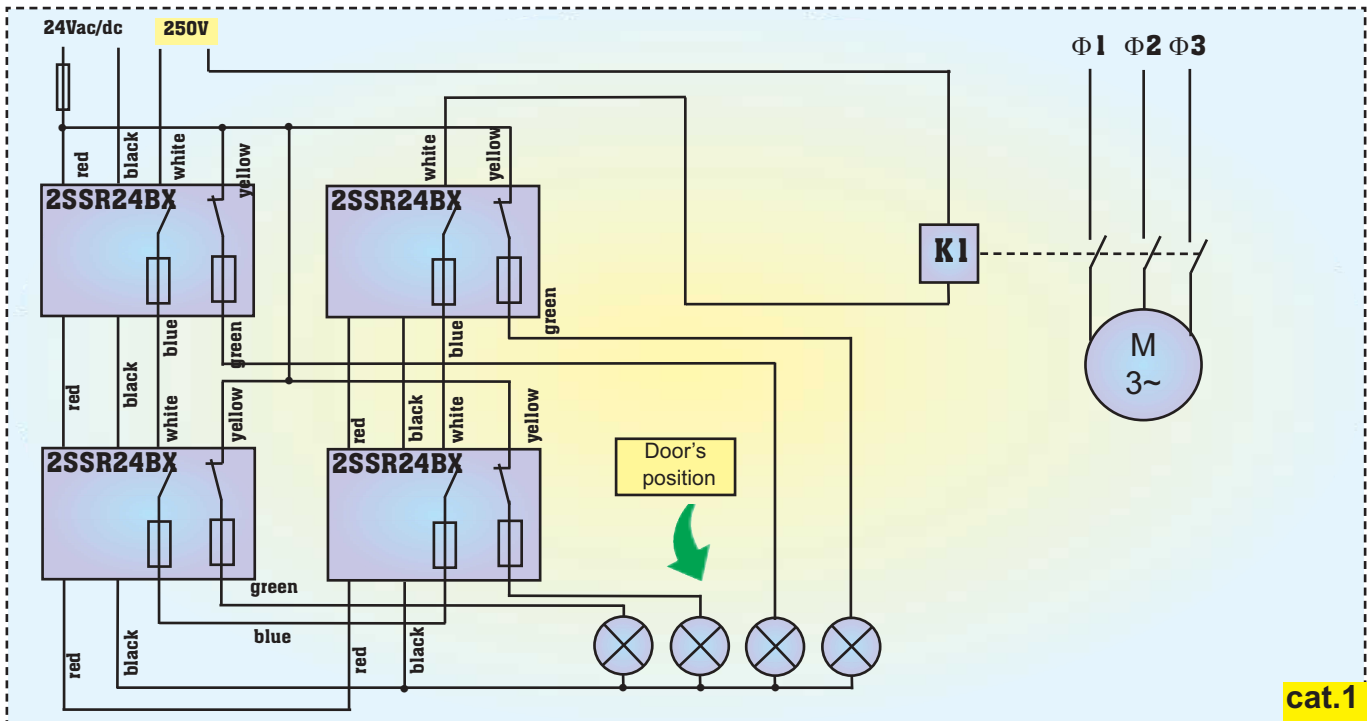 24Vac/dc 250V
Φ1 Φ2 Φ3
red black white yellow white yellow
2SSR24BX 2SSR24BX
K1
blue green blue green
M
3~
red black white yellow red black white yellow
2SSR24BX 2SSR24BX
Door's
position
green
blue
red black red black
cat.1